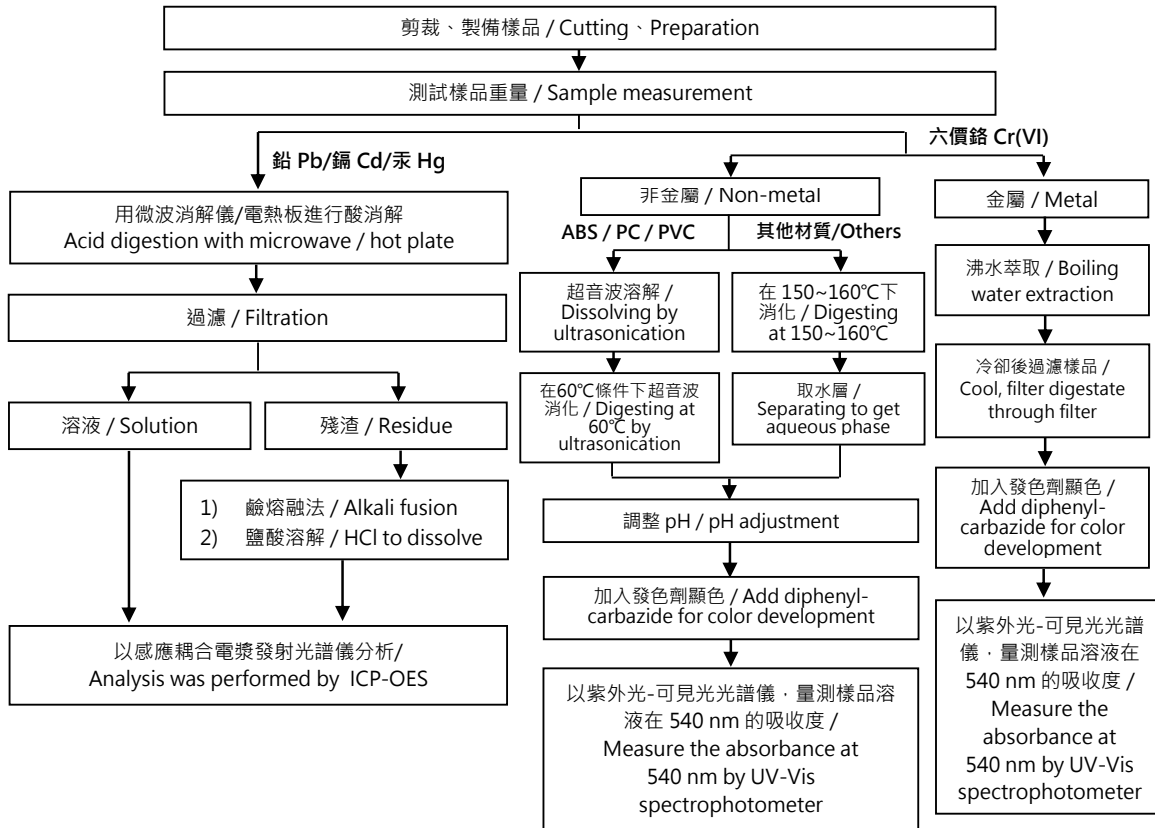 剪裁、製備樣品 / Cutting、Preparation
測試樣品重量 / Sample measurement
鉛 Pb/鎘 Cd/汞 Hg
六價鉻 Cr(VI)
用微波消解儀/電熱板進行酸消解
Acid digestion with microwave / hot plate
過濾 / Filtration
溶液 / Solution
殘渣 / Residue
1) 鹼熔融法 / Alkali fusion
2) 鹽酸溶解 / HCl to dissolve
以感應耦合電漿發射光譜儀分析/
Analysis was performed by ICP-OES
非金屬 / Non-metal
ABS / PC / PVC
其他材質/Others
超音波溶解 /
Dissolving by
ultrasonication
在 150~160℃下
消化 / Digesting
at 150~160℃
在60℃條件下超音波
消化 / Digesting at
60℃ by
ultrasonication
取水層 /
Separating to get
aqueous phase
調整 pH / pH adjustment
加入發色劑顯色 / Add diphenyl-
carbazide for color development
以紫外光-可見光光譜儀，量測樣品溶
液在 540 nm 的吸收度 /
Measure the absorbance at
540 nm by UV-Vis
spectrophotometer
金屬 / Metal
沸水萃取 / Boiling
water extraction
冷卻後過濾樣品 /
Cool, filter digestate
through filter
加入發色劑顯色 /
Add diphenyl-
carbazide for color
development
以紫外光-可見光光譜
儀，量測樣品溶液在
540 nm 的吸收度 /
Measure the
absorbance at
540 nm by UV-Vis
spectrophotometer